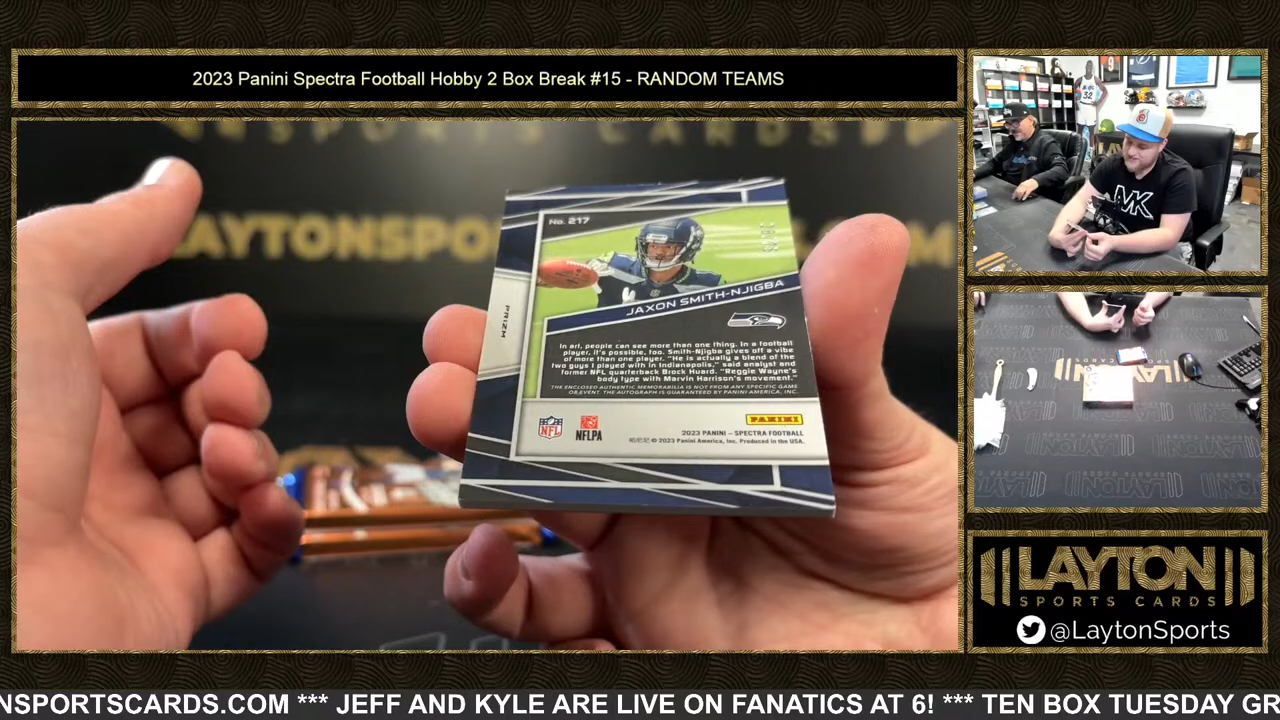 2023 Panini Spectra Football Hobby 2 Box Break #15 - RANDOM TEAMS
LAYTONSPO
No. 217
PRIZM
JAXON SMITH-NJIGBA
In art, people can see more than one thing. In a football
player, it's possible, too. Smith-Njigba gives off a vibe
of more than one player. "He is actually a blend of the
two guys I played with in Indianapolis," said analyst and
former NFL quarterback Brock Huard. "Reggie Wayne's
body type with Marvin Harrison's movement."
THE ENCLOSED AUTHENTIC MEMORABILIA IS NOT FROM ANY SPECIFIC GAME
OR EVENT. THE AUTOGRAPH IS GUARANTEED BY PANINI AMERICA, INC.
NFL
NFLPA
PANINI
2023 PANINI – SPECTRA FOOTBALL
© 2023 Panini America, Inc. Produced in the USA.
32
LAYTON
SPORTS CARDS
@LaytonSports
NSPORTSCARDS.COM *** JEFF AND KYLE ARE LIVE ON FANATICS AT 6! *** TEN BOX TUESDAY GR